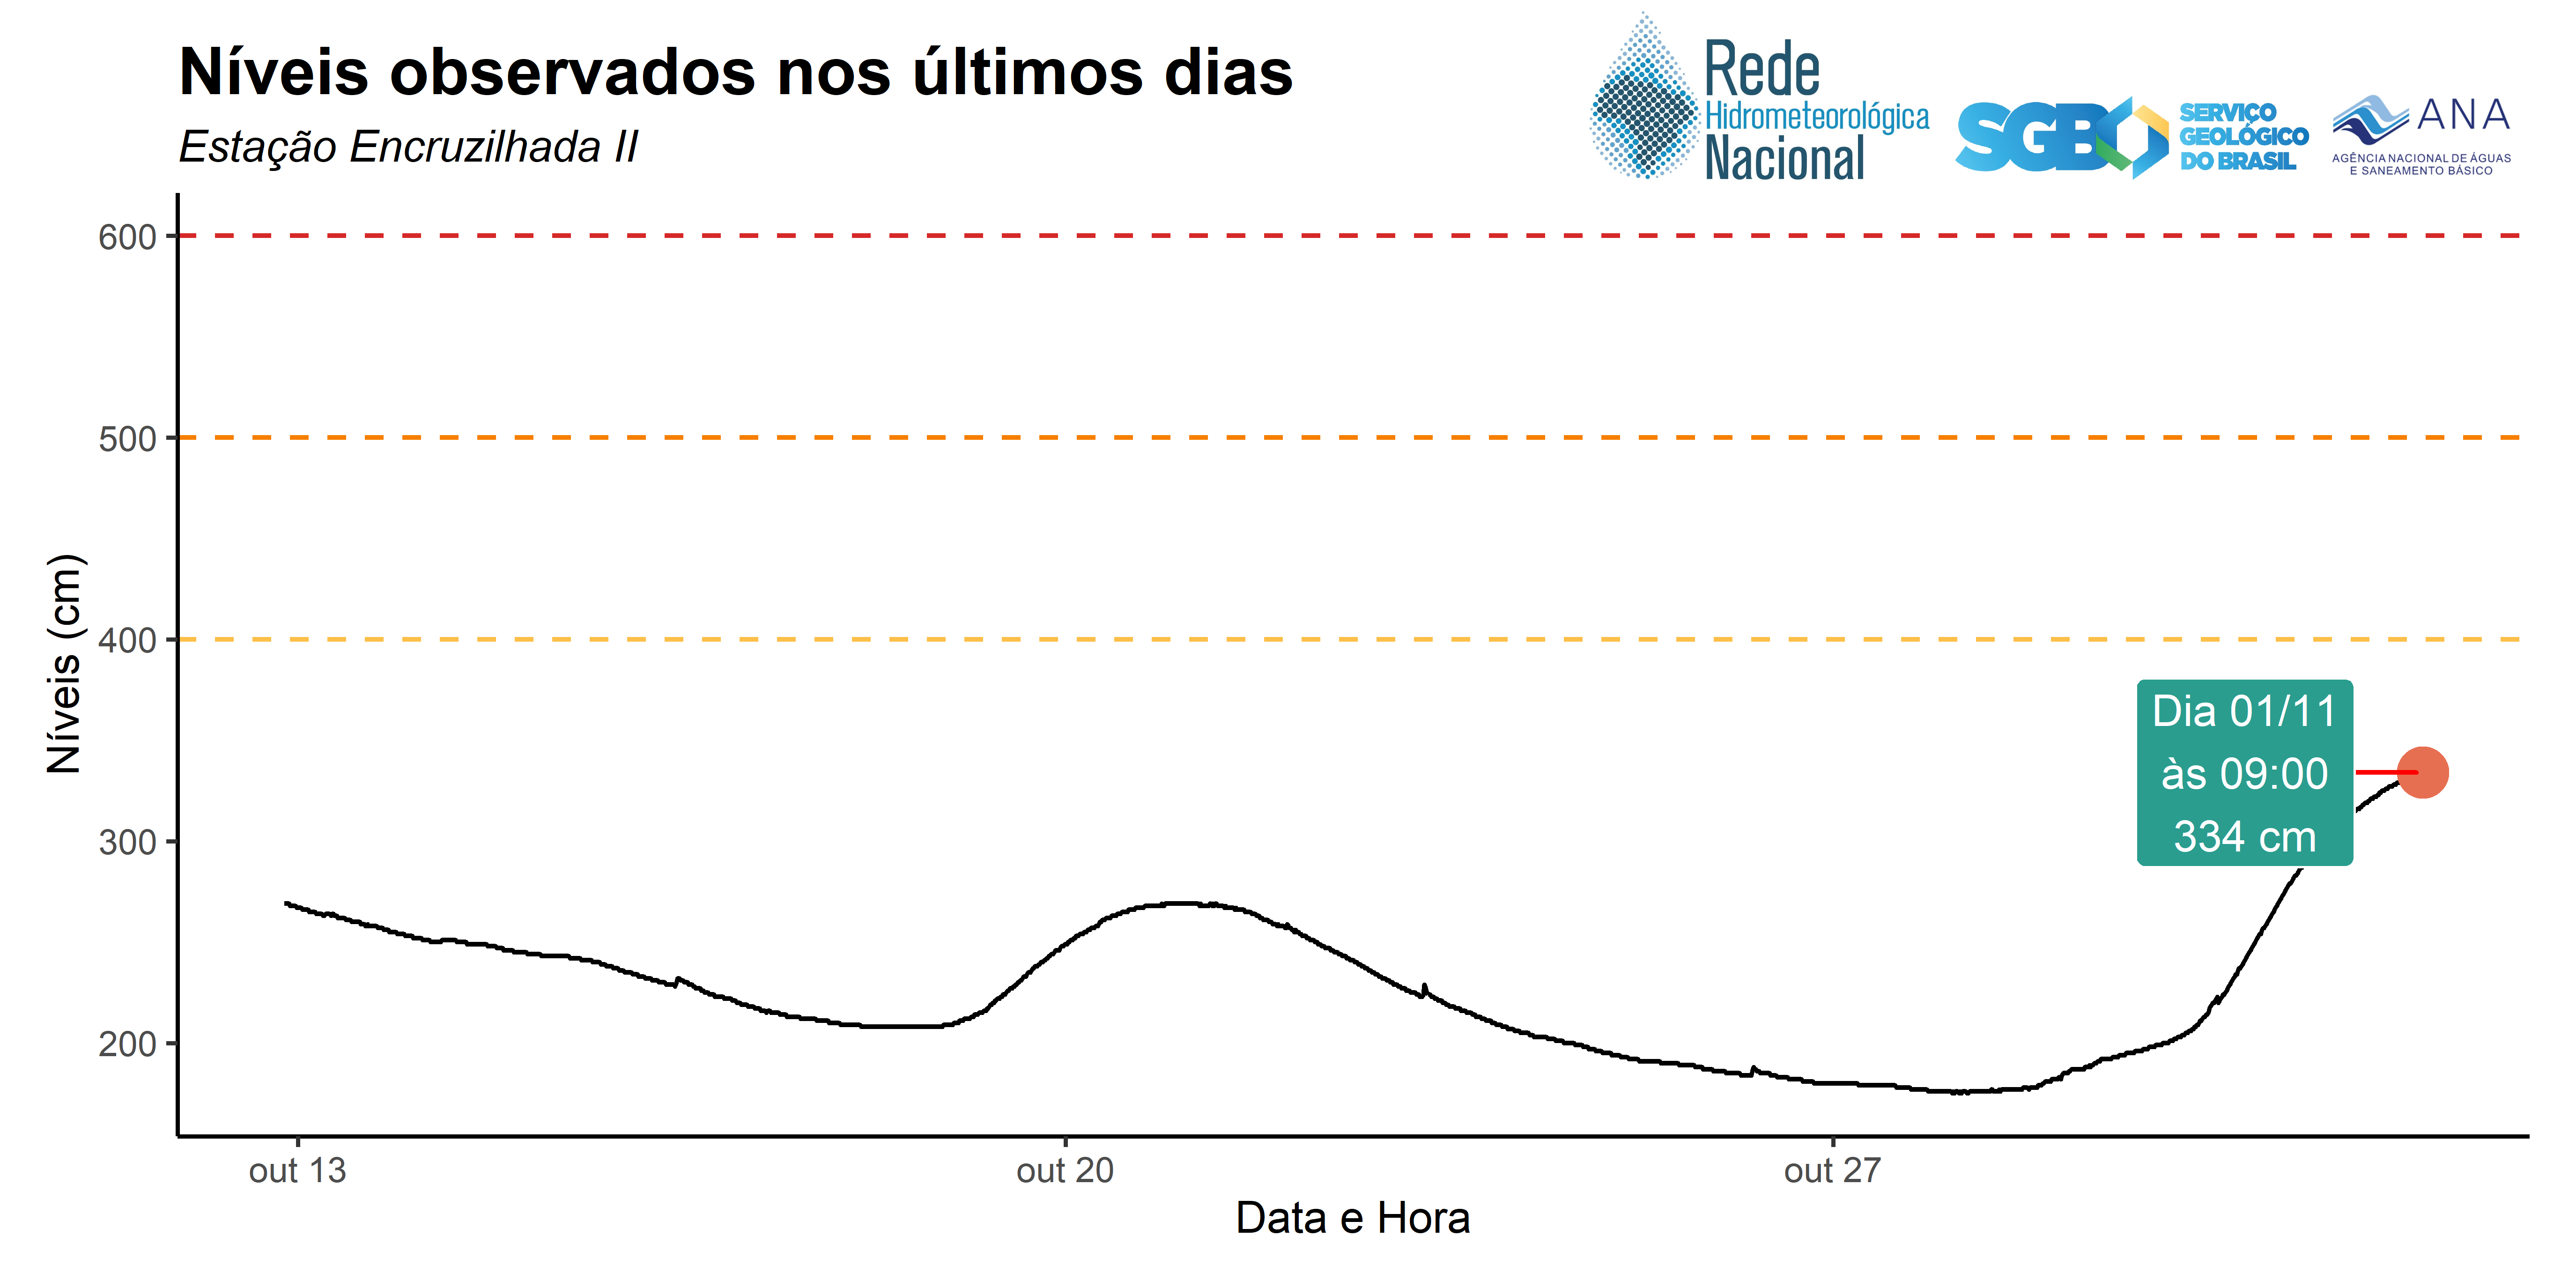 Níveis observados nos últimos dias
Estação Encruzilhada II
Rede
Hidrometeorológica
Nacional
SGB
SERVIÇO
GEOLÓGICO
DO BRASIL
ANA
AGÊNCIA NACIONAL DE ÁGUAS
E SANEAMENTO BÁSICO
Níveis (cm)
600
500
400
300
200
Dia 01/11
às 09:00
334 cm
out 13
out 20
out 27
Data e Hora